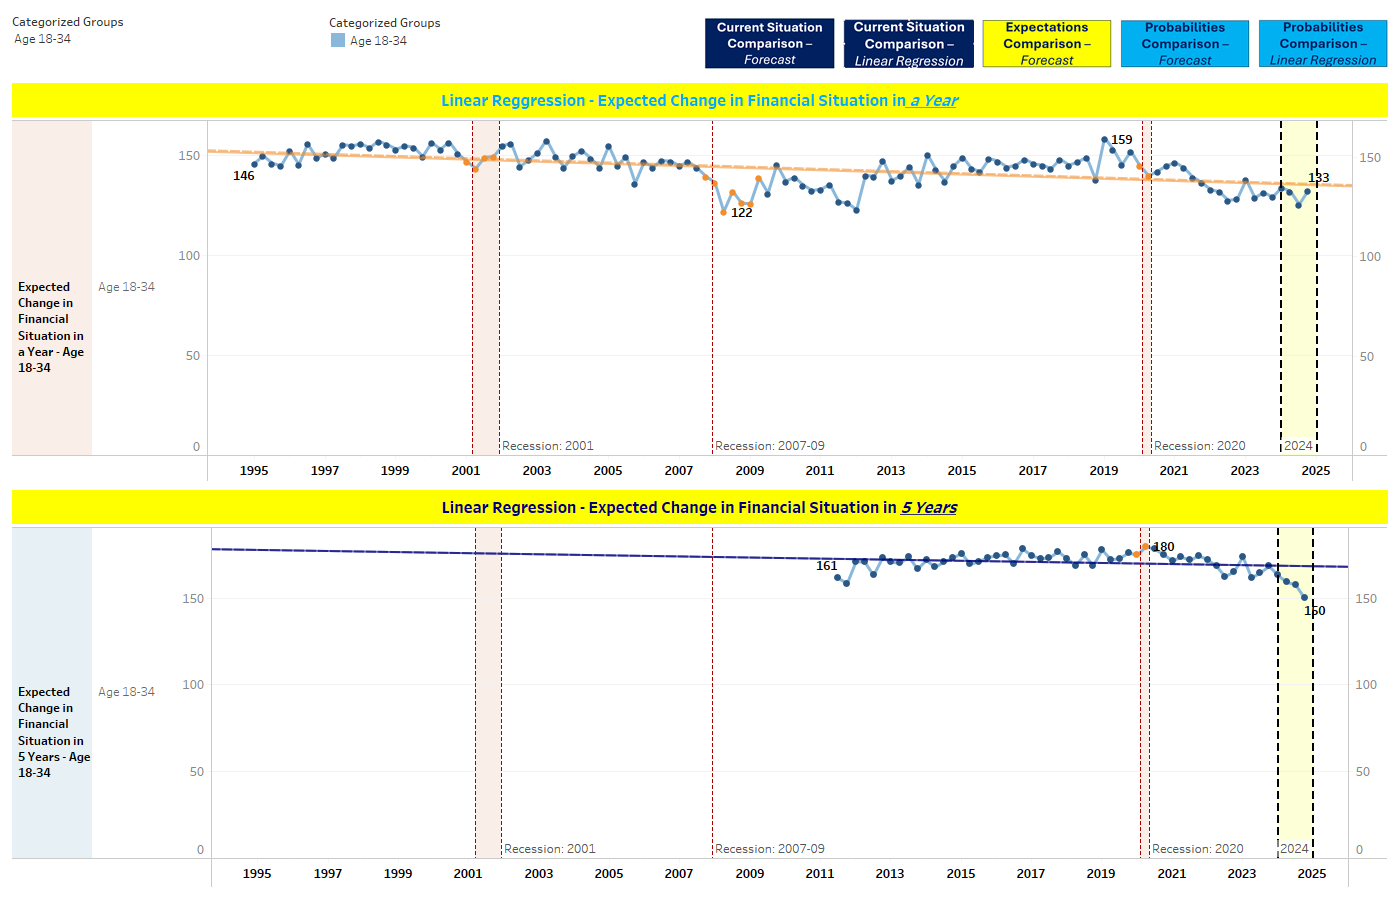 Categorized Groups
Age 18-34
Categorized Groups
Age 18-34
Current Situation
Comparison –
Forecast
Current Situation
Comparison –
Linear Regression
Expectations
Comparison –
Forecast
Probabilities
Comparison –
Forecast
Probabilities
Comparison –
Linear Regression
Linear Reggression - Expected Change in Financial Situation in a Year
Expected
Change in
Financial
Situation in
a Year - Age
18-34
Age 18-34
150
100
50
0
146
122
159
133
150
100
50
0
Recession: 2001
Recession: 2007-09
Recession: 2020
2024
1995 1997 1999 2001 2003 2005 2007 2009 2011 2013 2015 2017 2019 2021 2023 2025
Linear Regression - Expected Change in Financial Situation in 5 Years
Expected
Change in
Financial
Situation in
5 Years - Age
18-34
Age 18-34
150
100
50
0
161
180
150
150
100
50
0
Recession: 2001
Recession: 2007-09
Recession: 2020
2024
1995 1997 1999 2001 2003 2005 2007 2009 2011 2013 2015 2017 2019 2021 2023 2025